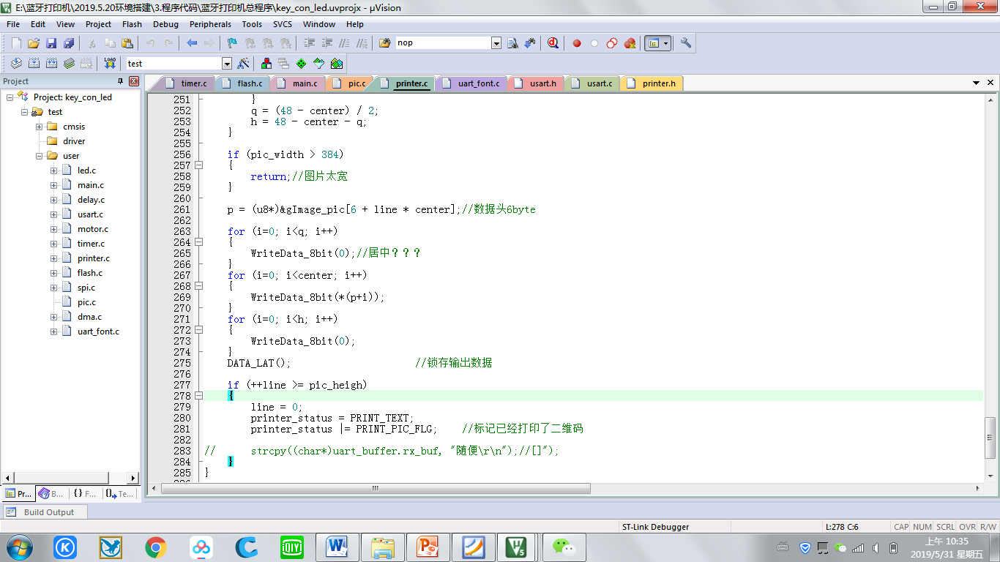 E:\蓝牙打印机\2019.5.20环境搭建\3.程序代码\蓝牙打印机总程序\key_con_led.uvprojx - µVision
File Edit View Project Flash Debug Peripherals Tools SVCS Window Help
nop
LOAD test
Project
timer.c flash.c main.c pic.c printer.c uart_font.c usart.h usart.c printer.h
Project: key_con_led
test
cmsis
driver
user
led.c
main.c
delay.c
usart.c
motor.c
timer.c
printer.c
flash.c
spi.c
pic.c
dma.c
uart_font.c
251 }
252 q = (48 - center) / 2;
253 h = 48 - center - q;
254 }
255
256 if (pic_width > 384)
257 {
258 return;//图片太宽
259 }
260
261 p = (u8*)&gImage_pic[6 + line * center];//数据头6byte
262
263 for (i=0; i<q; i++)
264 {
265 WriteData_8bit(0);//居中？？？
266 }
267 for (i=0; i<center; i++)
268 {
269 WriteData_8bit(*(p+i));
270 }
271 for (i=0; i<h; i++)
272 {
273 WriteData_8bit(0);
274 }
275 DATA_LAT(); //锁存输出数据
276
277 if (++line >= pic_heigh)
278 {
279 line = 0;
280 printer_status = PRINT_TEXT;
281 printer_status |= PRINT_PIC_FLG; //标记已经打印了二维码
282
283 // strcpy((char*)uart_buffer.rx_buf, "随便\r\n");//[]");
284 }
285 }
Pr... B... {} F... Te...
Build Output
ST-Link Debugger L:278 C:6 CAP NUM SCRL OVR R/W
QIY
上午 10:35
2019/5/31 星期五